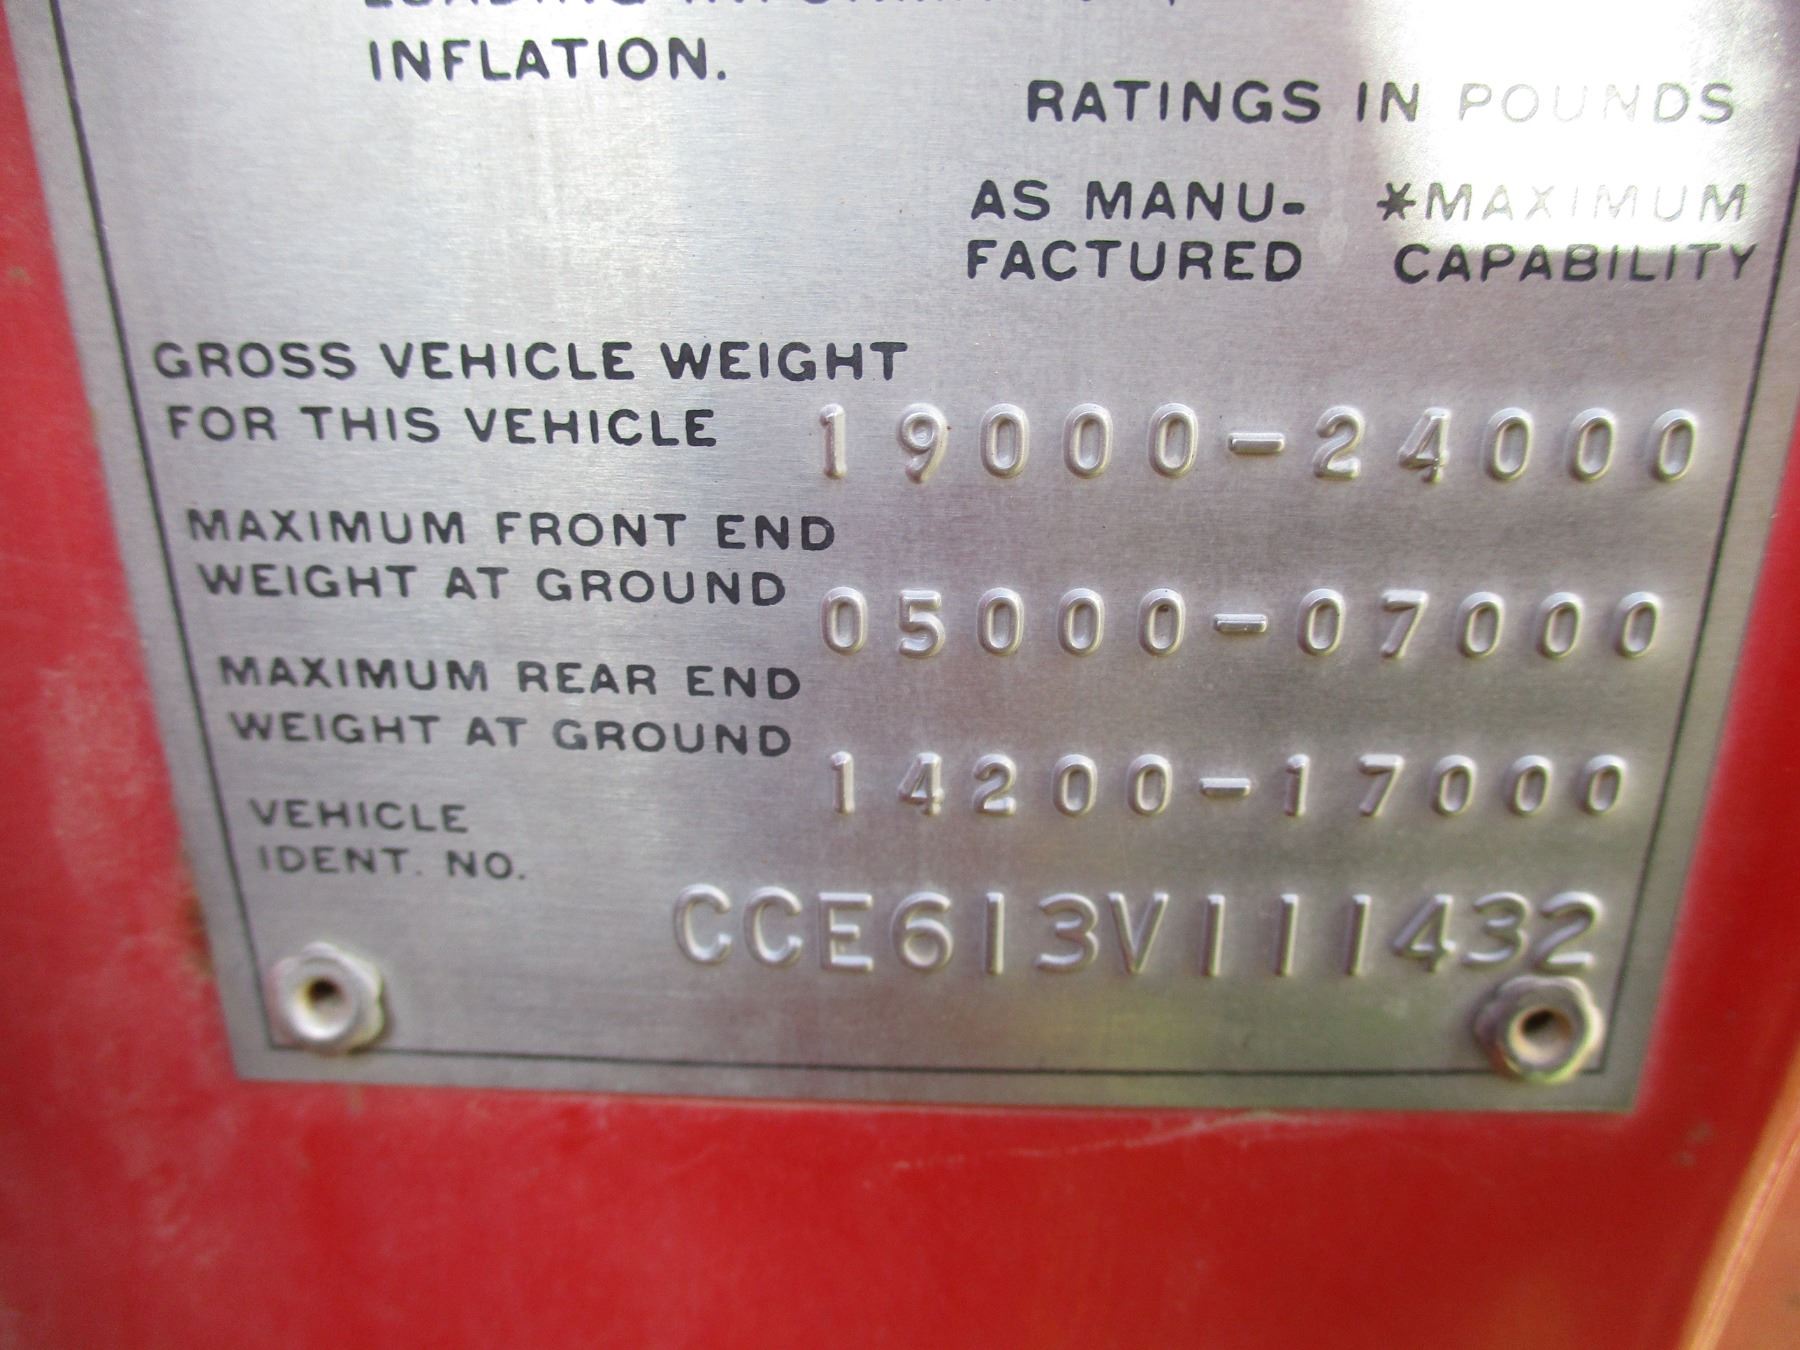 INFLATION.
RATINGS IN POUNDS
AS MANU- *MAXIMUM
FACTURED CAPABILITY
GROSS VEHICLE WEIGHT
FOR THIS VEHICLE 19000-24000
MAXIMUM FRONT END
WEIGHT AT GROUND 05000-07000
MAXIMUM REAR END
WEIGHT AT GROUND 14200-17000
VEHICLE
IDENT. NO.
CCE613V111432